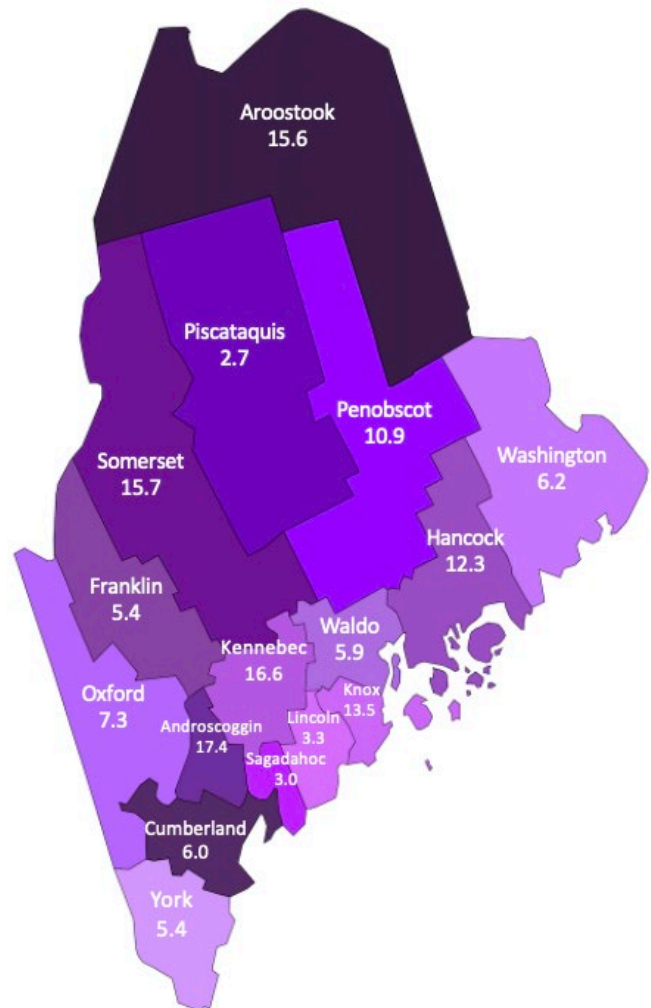 Aroostook
15.6
Piscataquis
2.7
Penobscot
10.9
Washington
6.2
Somerset
15.7
Hancock
12.3
Franklin
5.4
Waldo
5.9
Kennebec
16.6
Oxford
7.3
Knox
13.5
Androscoggin
17.4
Lincoln
3.3
Sagadahoc
3.0
Cumberland
6.0
York
5.4